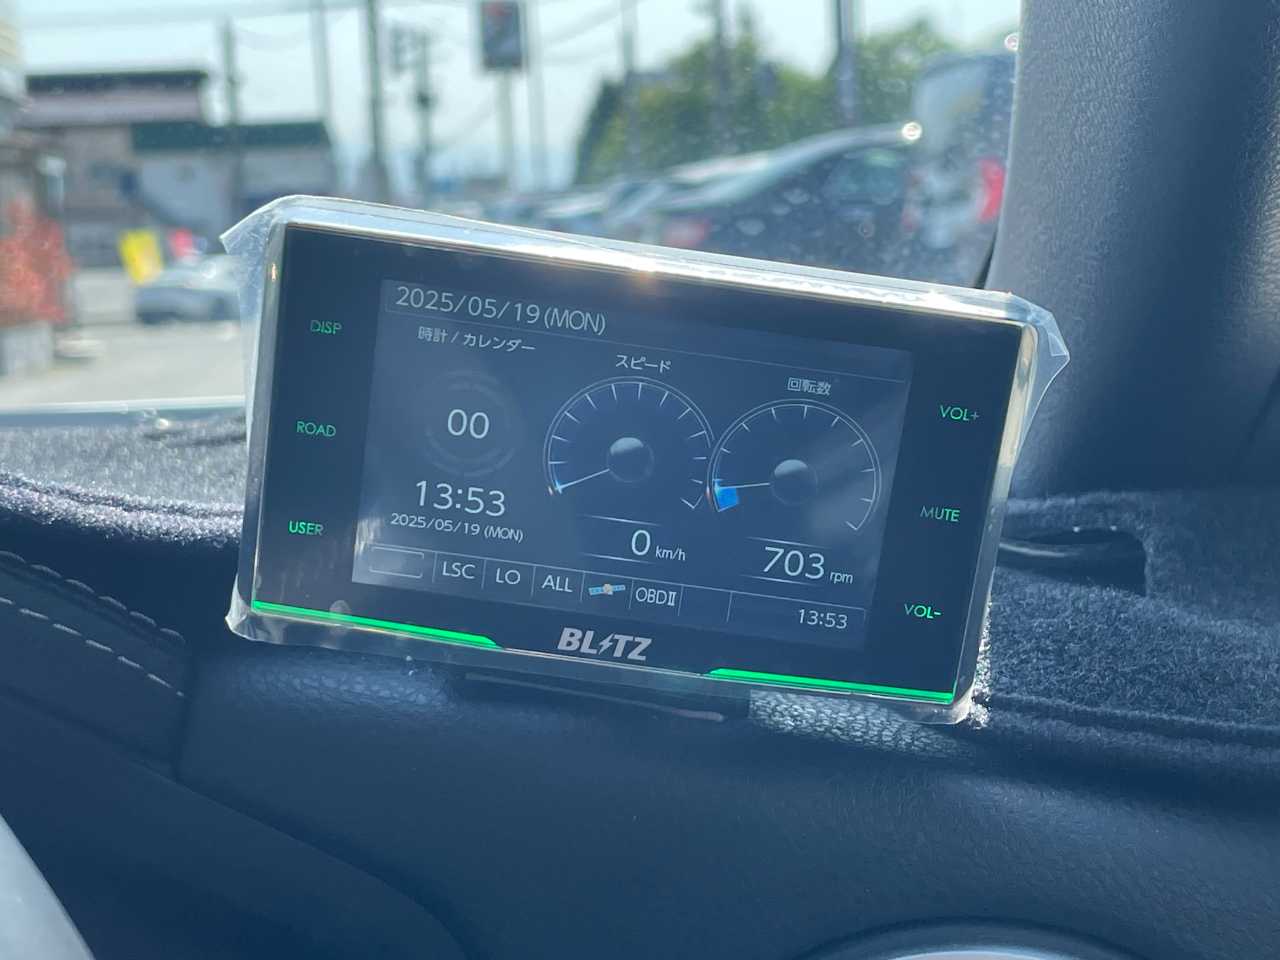 2025/05/19(MON)
DISP
時計 / カレンダー
スピード
回転数
VOL+
00
ROAD
13:53
2025/05/19 (MON)
0 km/h
703 rpm
MUTE
USER
LSC LO ALL OBDⅡ 13:53
VOL-
BLITZ